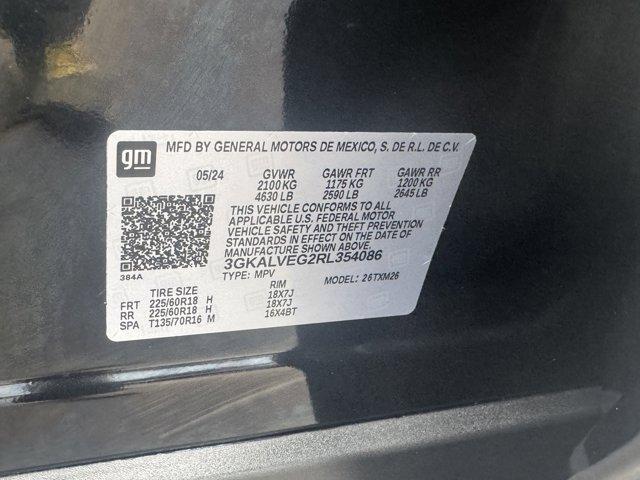 gm MFD BY GENERAL MOTORS DE MEXICO, S. DE R.L. DE C.V.
05/24 GVWR GAWR FRT GAWR RR
2100 KG 1175 KG 1200 KG
4630 LB 2590 LB 2645 LB
THIS VEHICLE CONFORMS TO ALL
APPLICABLE U.S. FEDERAL MOTOR
VEHICLE SAFETY AND THEFT PREVENTION
STANDARDS IN EFFECT ON THE DATE OF
MANUFACTURE SHOWN ABOVE.
3GKALVEG2RL354086
384A
TYPE: MPV MODEL: 26TXM26
TIRE SIZE RIM
FRT 225/60R18 H 18X7J
RR 225/60R18 H 18X7J
SPA T135/70R16 M 16X4BT